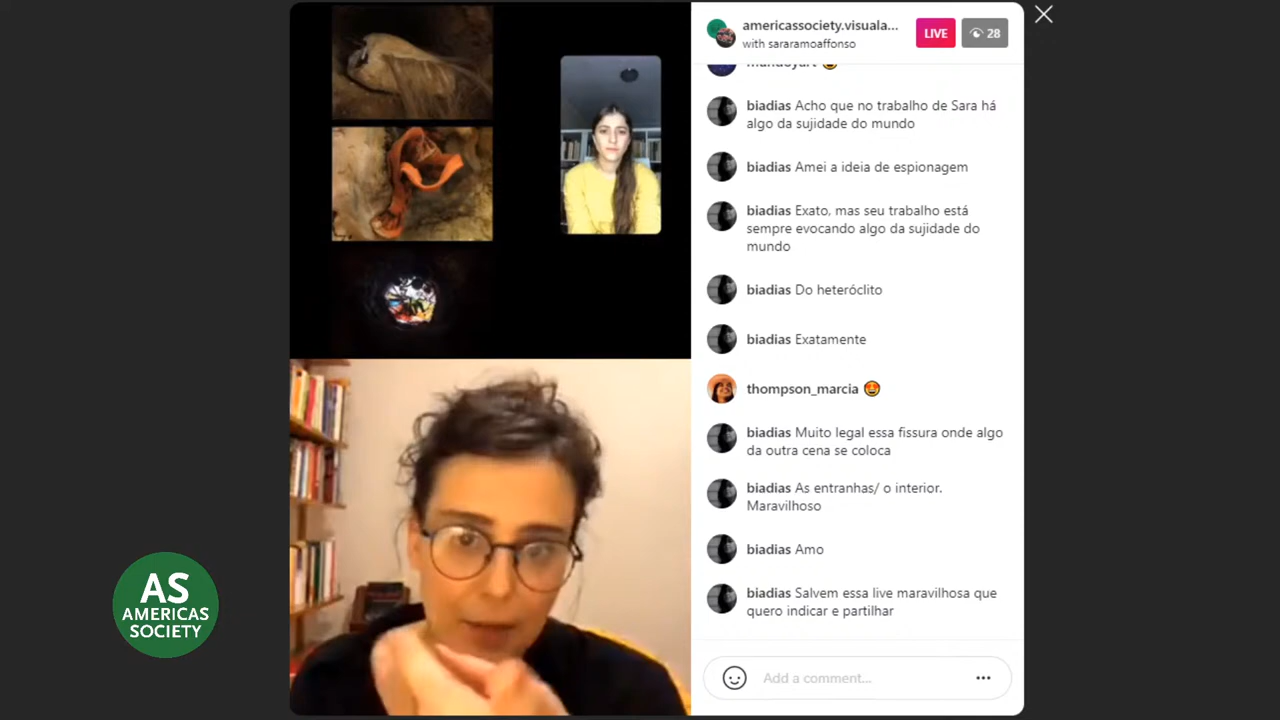 americassociety.visuala...
with sararamoaffonso
LIVE
28
biadias Acho que no trabalho de Sara há
algo da sujidade do mundo
biadias Amei a ideia de espionagem
biadias Exato, mas seu trabalho está
sempre evocando algo da sujidade do
mundo
biadias Do heteróclito
biadias Exatamente
thompson_marcia 🤩
biadias Muito legal essa fissura onde algo
da outra cena se coloca
biadias As entranhas/ o interior.
Maravilhoso
biadias Amo
biadias Salvem essa live maravilhosa que
quero indicar e partilhar
Add a comment...
AS
AMERICAS
SOCIETY